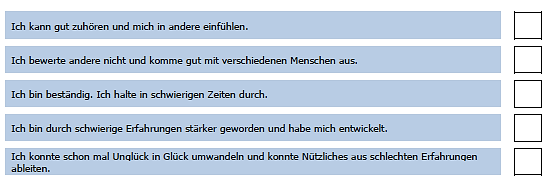 Ich kann gut zuhören und mich in andere einfühlen.
Ich bewerte andere nicht und komme gut mit verschiedenen Menschen aus.
Ich bin beständig. Ich halte in schwierigen Zeiten durch.
Ich bin durch schwierige Erfahrungen stärker geworden und habe mich entwickelt.
Ich konnte schon mal Unglück in Glück umwandeln und konnte Nützliches aus schlechten Erfahrungen
ableiten.